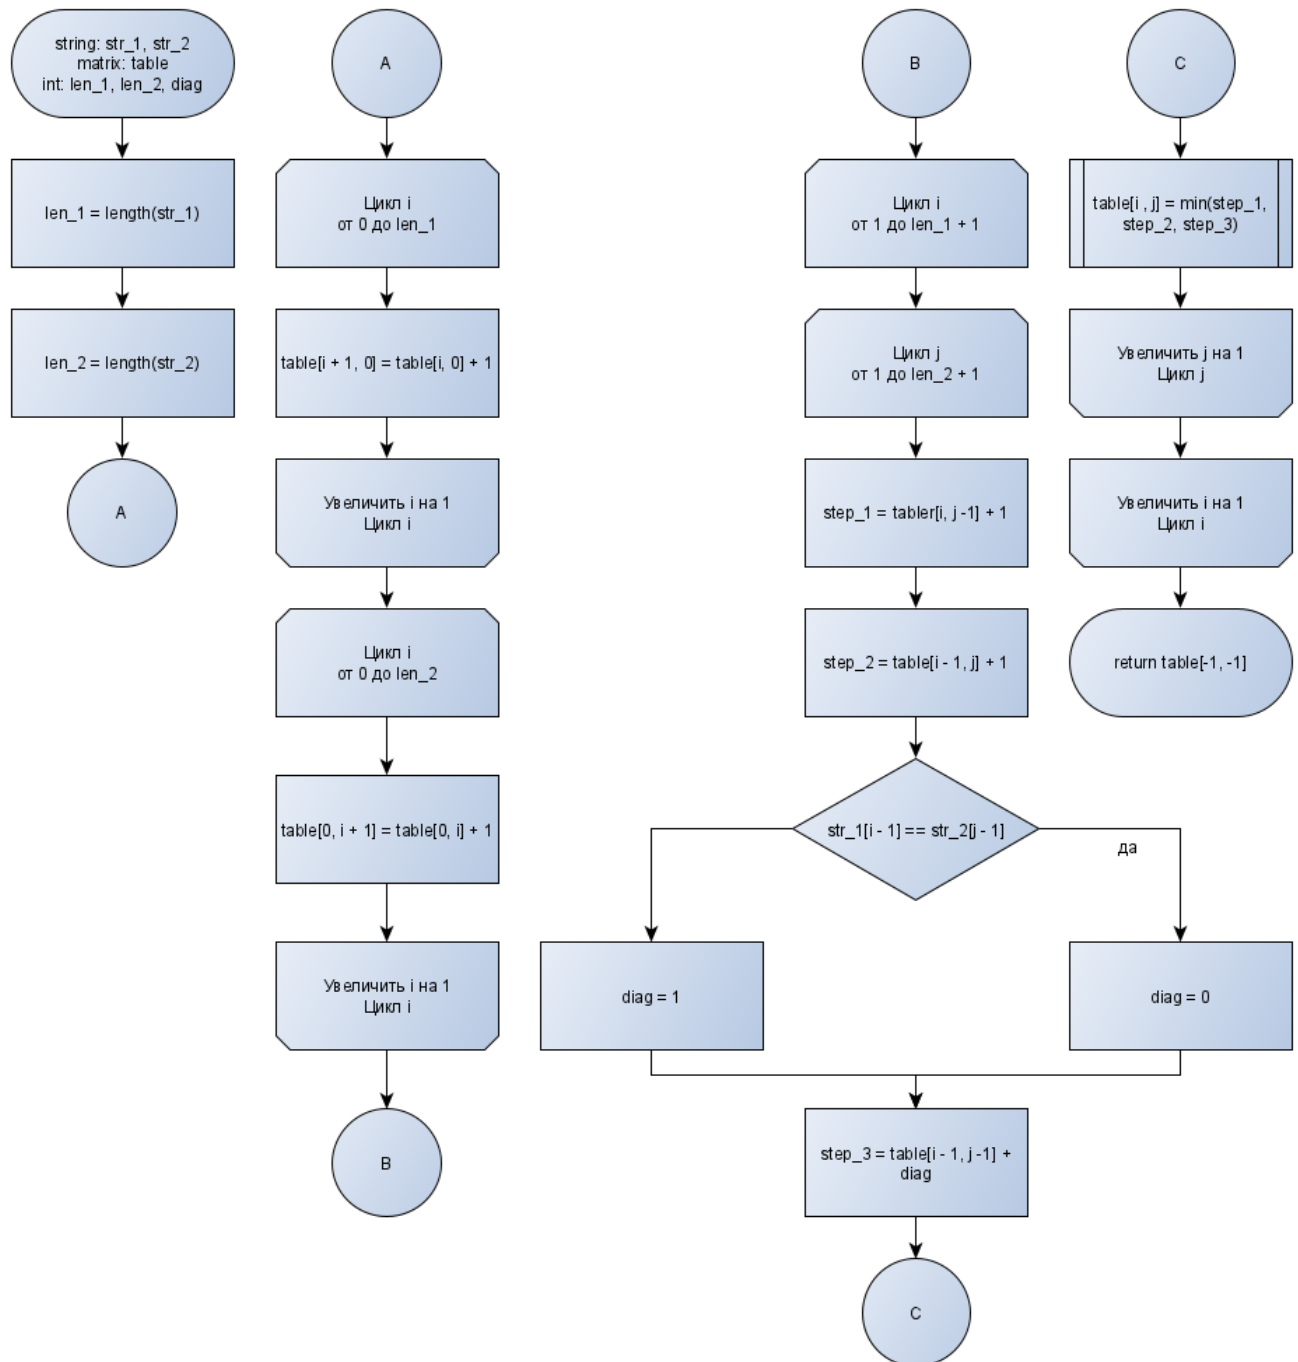 string: str_1, str_2
matrix: table
int: len_1, len_2, diag
len_1 = length(str_1)
len_2 = length(str_2)
A
A
Цикл i
от 0 до len_1
table[i + 1, 0] = table[i, 0] + 1
Увеличить i на 1
Цикл i
Цикл i
от 0 до len_2
table[0, i + 1] = table[0, i] + 1
Увеличить i на 1
Цикл i
B
B
Цикл i
от 1 до len_1 + 1
Цикл j
от 1 до len_2 + 1
step_1 = tabler[i, j -1] + 1
step_2 = table[i - 1, j] + 1
str_1[i - 1] == str_2[j - 1]
да
diag = 1
diag = 0
step_3 = table[i - 1, j -1] +
diag
C
C
table[i , j] = min(step_1,
step_2, step_3)
Увеличить j на 1
Цикл j
Увеличить i на 1
Цикл i
return table[-1, -1]